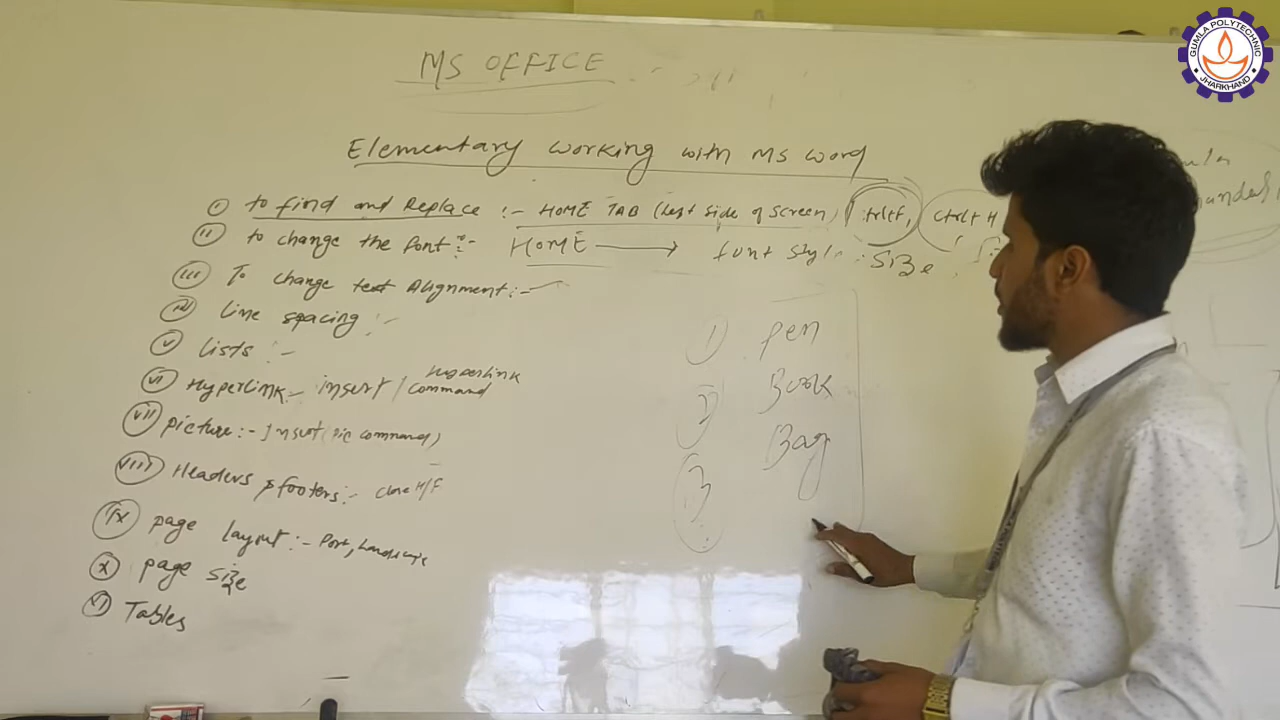 MS OFFICE
Elementary working with MS word
(i) to find and Replace :- HOME TAB (left side of screen) ctrl+F, ctrl+H
(ii) to change the font :- HOME → font style : SiZe
(iii) To change text Alignment :-
(iv) Line spacing :-
(v) Lists :-
(vi) HyperLink :- insert / Hyperlink command
(vii) picture :- Insert (pic command)
(viii) Headers & footers :- close H/F
(ix) page layout :- Port, Landscape
(x) page SiZe
(vi) Tables
1) pen
2) Book
3) Bag
GUMLA POLYTECHNIC
JHARKHAND